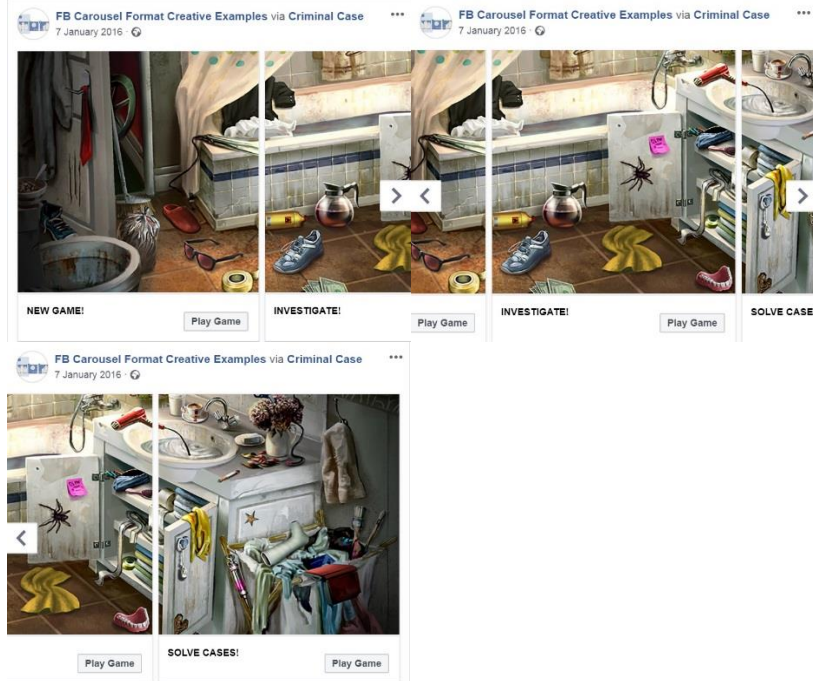 FB Carousel Format Creative Examples via Criminal Case
7 January 2016
NEW GAME!
Play Game
INVESTIGATE!
FB Carousel Format Creative Examples via Criminal Case
7 January 2016
Play Game
INVESTIGATE!
Play Game
SOLVE CASE
FB Carousel Format Creative Examples via Criminal Case
7 January 2016
Play Game
SOLVE CASES!
Play Game